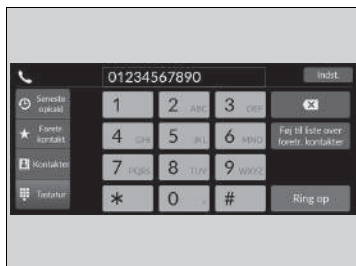 01234567890
Indst.
Seneste
opkald
1
2 ABC
3 DEF
Foretr.
kontakt
4 GHI
5 JKL
6 MNO
Føj til liste over
foretr. kontakter
Kontakter
7 PQRS
8 TUV
9 WXYZ
Tastatur
*
0 +
#
Ring op